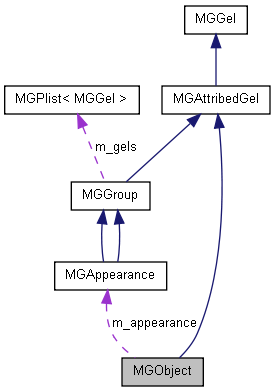 MGGel
MGPlist< MGGel >
MGAttribedGel
m_gels
MGGroup
MGAppearance
m_appearance
MGObject